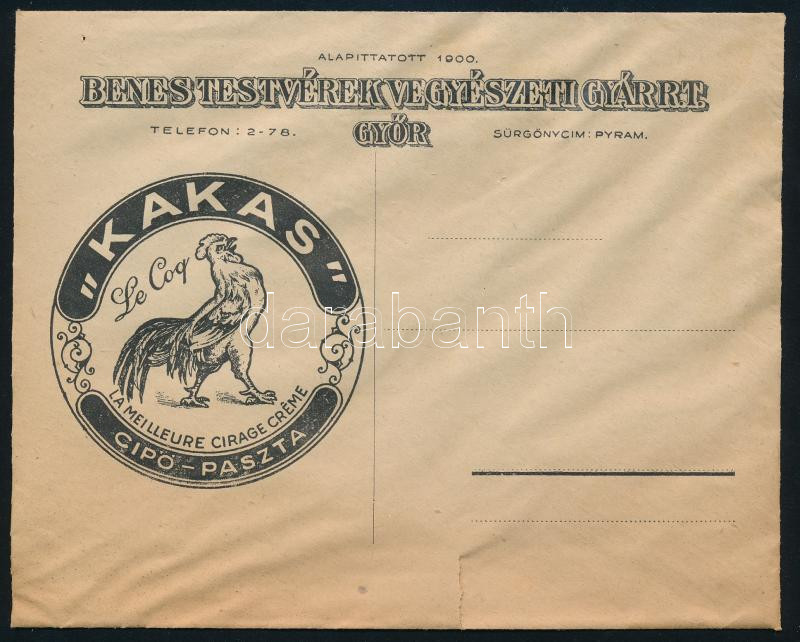 ALAPITTATOTT 1900.
BENES TESTVÉREK VEGYÉSZETI GYÁR R.T.
TELEFON: 2-78.
GYŐR
SÜRGÖNYCIM: PYRAM.
"KAKAS"
Le Coq
LA MEILLEURE CIRAGE CRÈME
CIPŐ-PASZTA
darabanth